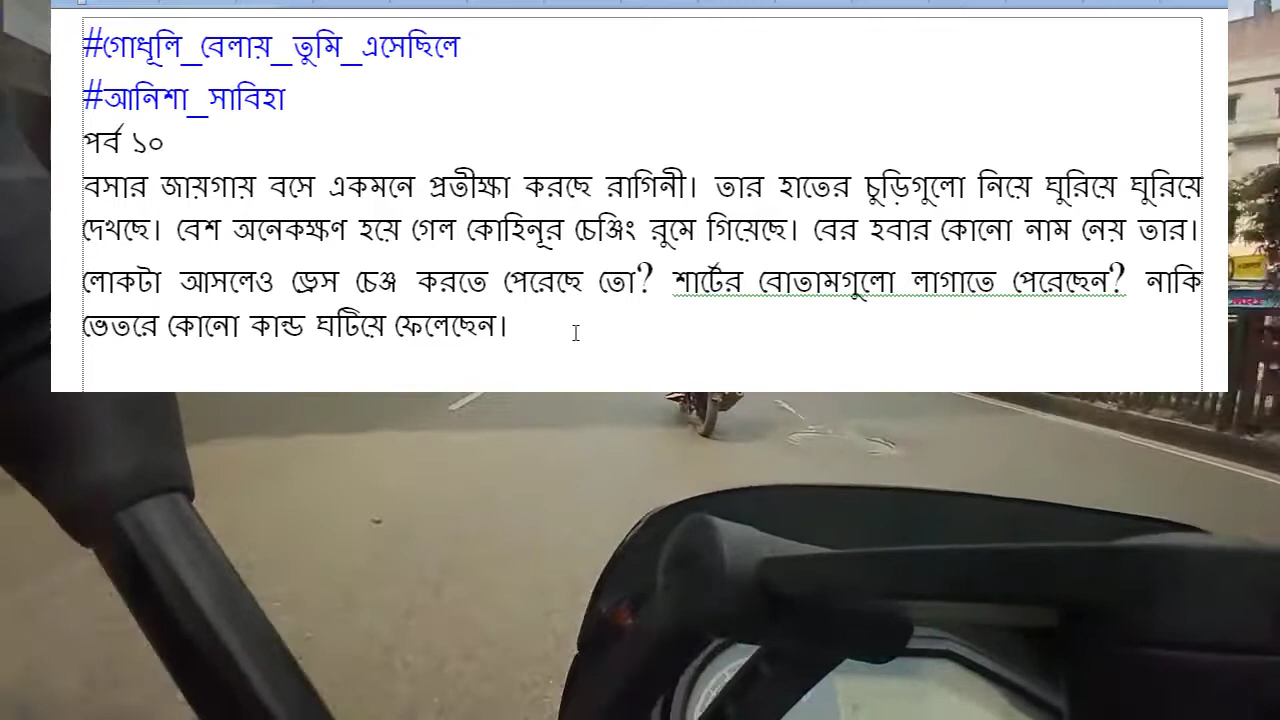 #গোধূলি_বেলায়_তুমি_এসেছিলে
#আনিশা_সাবিহা
পর্ব ১০
বসার জায়গায় বসে একমনে প্রতীক্ষা করছে রাগিনী। তার হাতের চুড়িগুলো নিয়ে ঘুরিয়ে ঘুরিয়ে
দেখছে। বেশ অনেকক্ষণ হয়ে গেল কোহিনূর চেঞ্জিং রুমে গিয়েছে। বের হবার কোনো নাম নেয় তার।
লোকটা আসলেও ড্রেস চেঞ্জ করতে পেরেছে তো? শার্টের বোতামগুলো লাগাতে পেরেছেন? নাকি
ভেতরে কোনো কান্ড ঘটিয়ে ফেলেছেন।